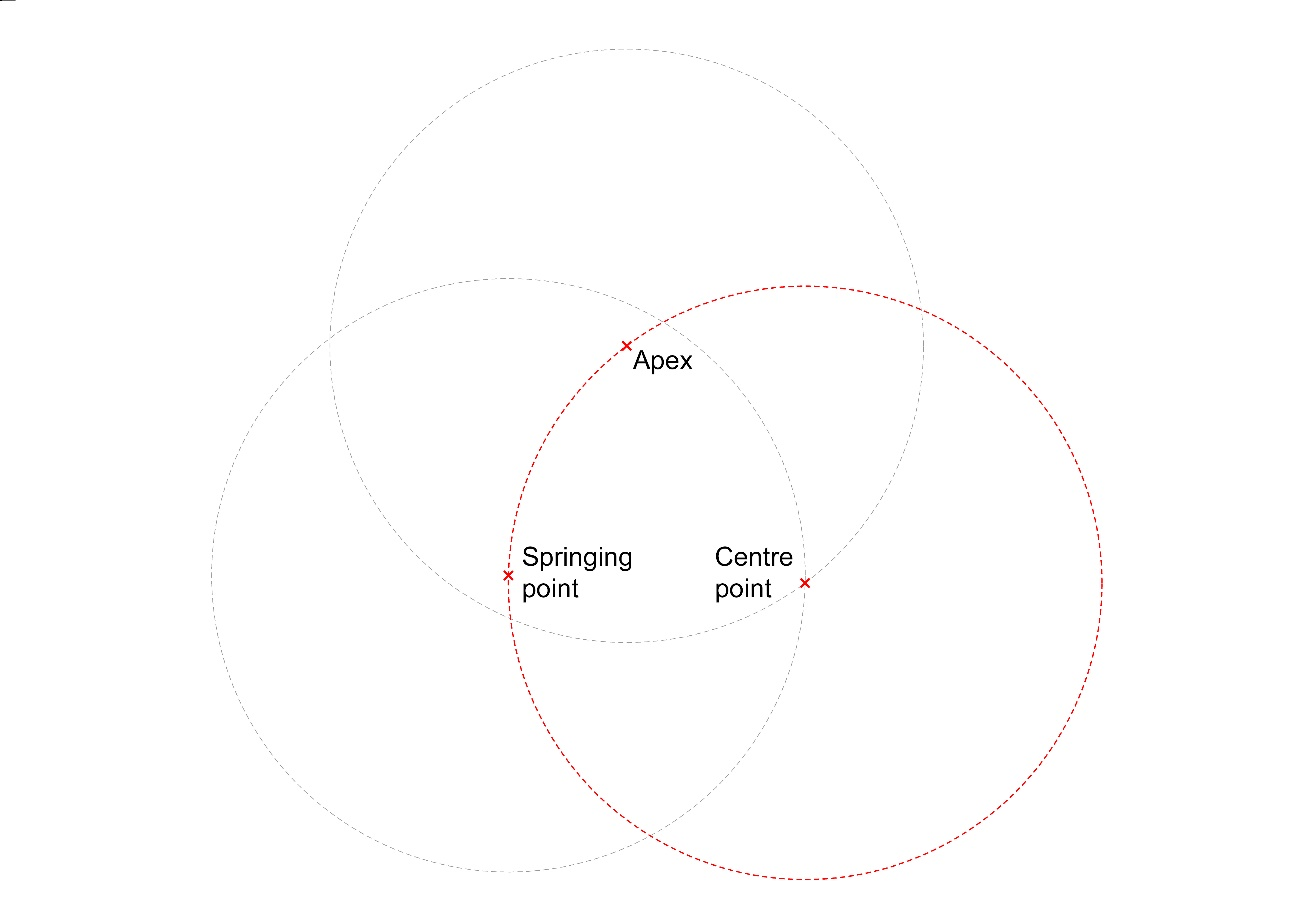 Apex
Springing
point
Centre
point